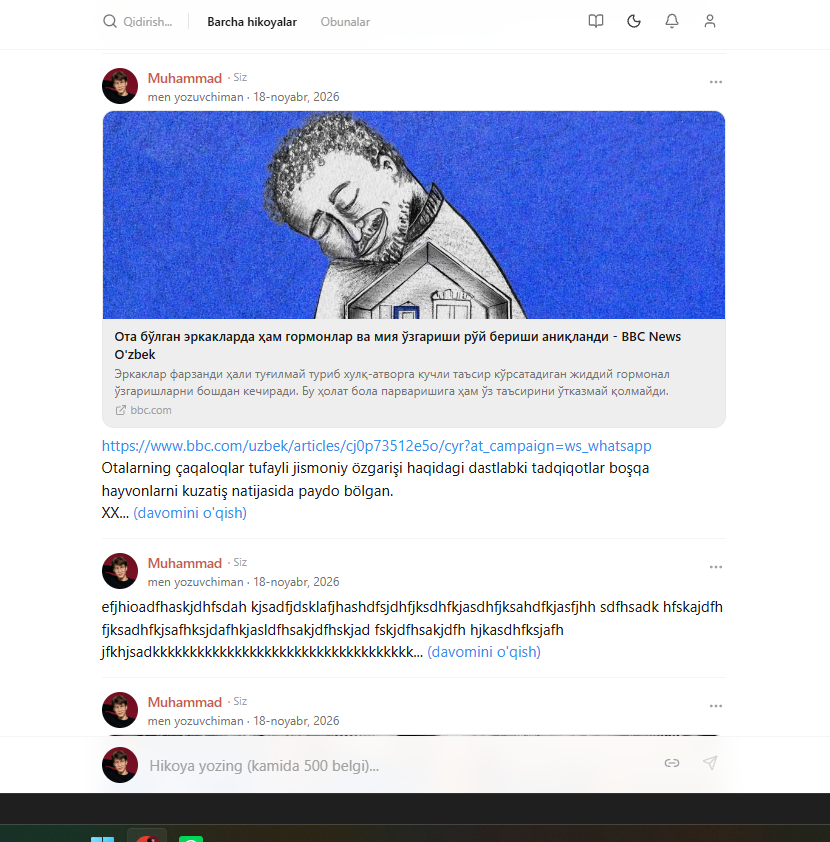 Qidirish...
Barcha hikoyalar
Obunalar
Muhammad · Siz
men yozuvchiman · 18-noyabr, 2026
Ота бўлган эркакларда ҳам гормонлар ва мия ўзгариши рўй бериши аниқланди - BBC News
O'zbek
Эркаклар фарзанди ҳали туғилмай туриб хулқ-атворга кучли таъсир кўрсатадиган жиддий гормонал
ўзгаришларни бошдан кечиради. Бу ҳолат бола парваришига ҳам ўз таъсирини ўтказмай қолмайди.
bbc.com
https://www.bbc.com/uzbek/articles/cj0p73512e5o/cyr?at_campaign=ws_whatsapp
Otalarning çaqaloqlar tufayli jismoniy özgarişi haqidagi dastlabki tadqiqotlar boşqa
hayvonlarni kuzatiş natijasida paydo bölgan.
XX... (davomini o'qish)
Muhammad · Siz
men yozuvchiman · 18-noyabr, 2026
efjhioadfhaskjdhfsdah kjsadfjdsklafjhashdfsjdhfjksdhfkjasdhfjksahdfkjasfjhh sdfhsadk hfskajdfh
fjksadhfkjsafhksjdafhkjasldfhsakjdfhskjad fskjdfhsakjdfh hjkasdhfksjafh
jfkhjsadkkkkkkkkkkkkkkkkkkkkkkkkkkkkkkkkkkk... (davomini o'qish)
Muhammad · Siz
men yozuvchiman · 18-noyabr, 2026
Hikoya yozing (kamida 500 belgi)...